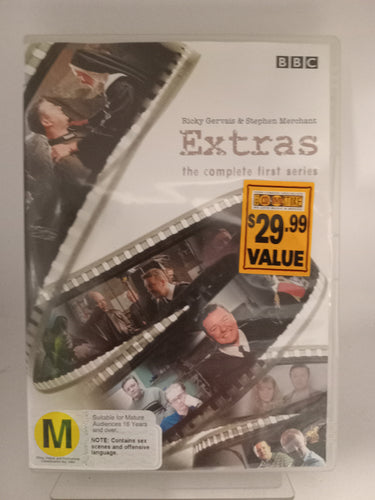 BBC
Ricky Gervais & Stephen Merchant
Extras
the complete first series
$29.99
VALUE
M
Suitable for Mature
Audiences 16 Years
and over.
NOTE: Contains sex
scenes and offensive
language.